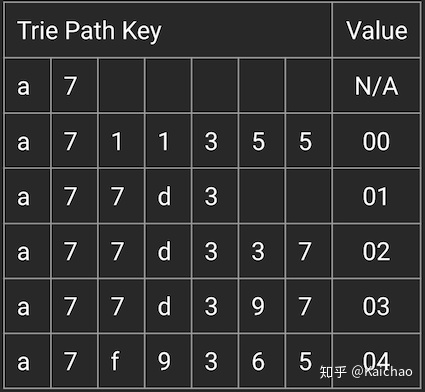 Trie Path Key Value
a 7 N/A
a 7 1 1 3 5 5 00
a 7 7 d 3 01
a 7 7 d 3 3 7 02
a 7 7 d 3 9 7 03
a 7 f 9 3 6 5 04
知乎 @Kaichao